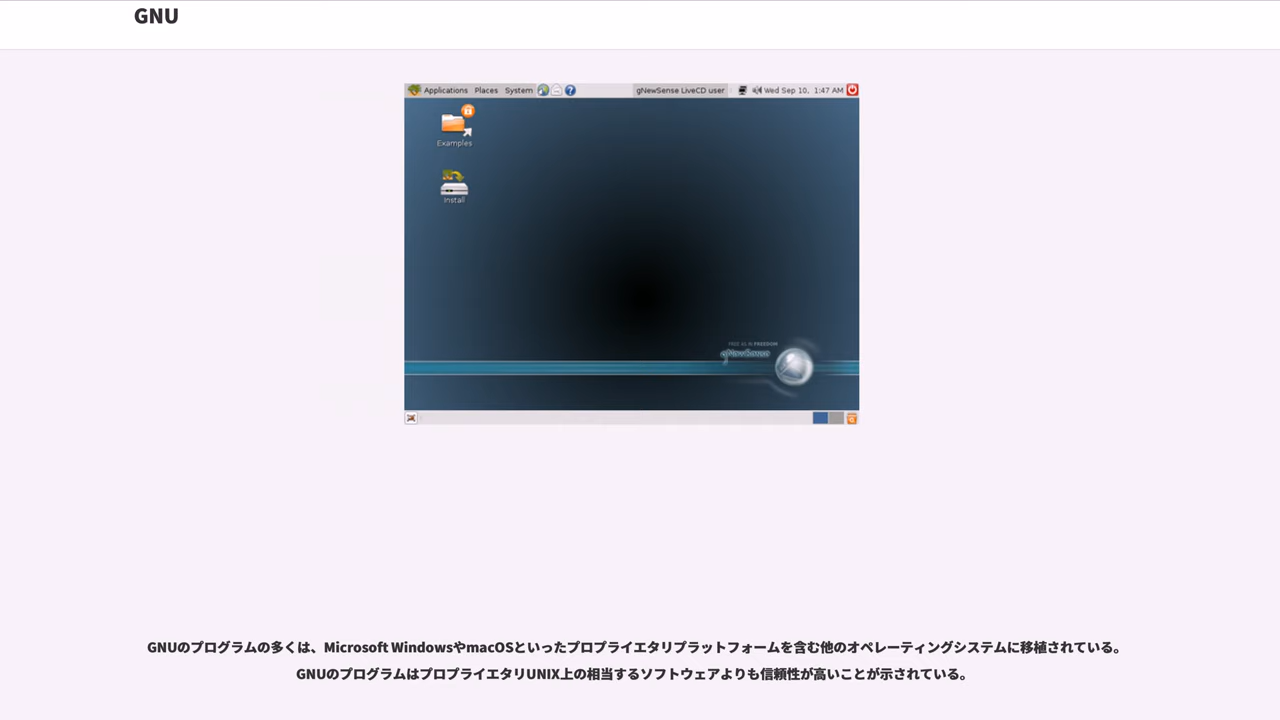 GNU
Applications Places System gNewSense LiveCD user Wed Sep 10, 1:47 AM
Examples
Install
FREE AS IN FREEDOM
gNewSense
GNUのプログラムの多くは、Microsoft WindowsやmacOSといったプロプライエタリプラットフォームを含む他のオペレーティングシステムに移植されている。
GNUのプログラムはプロプライエタリUNIX上の相当するソフトウェアよりも信頼性が高いことが示されている。